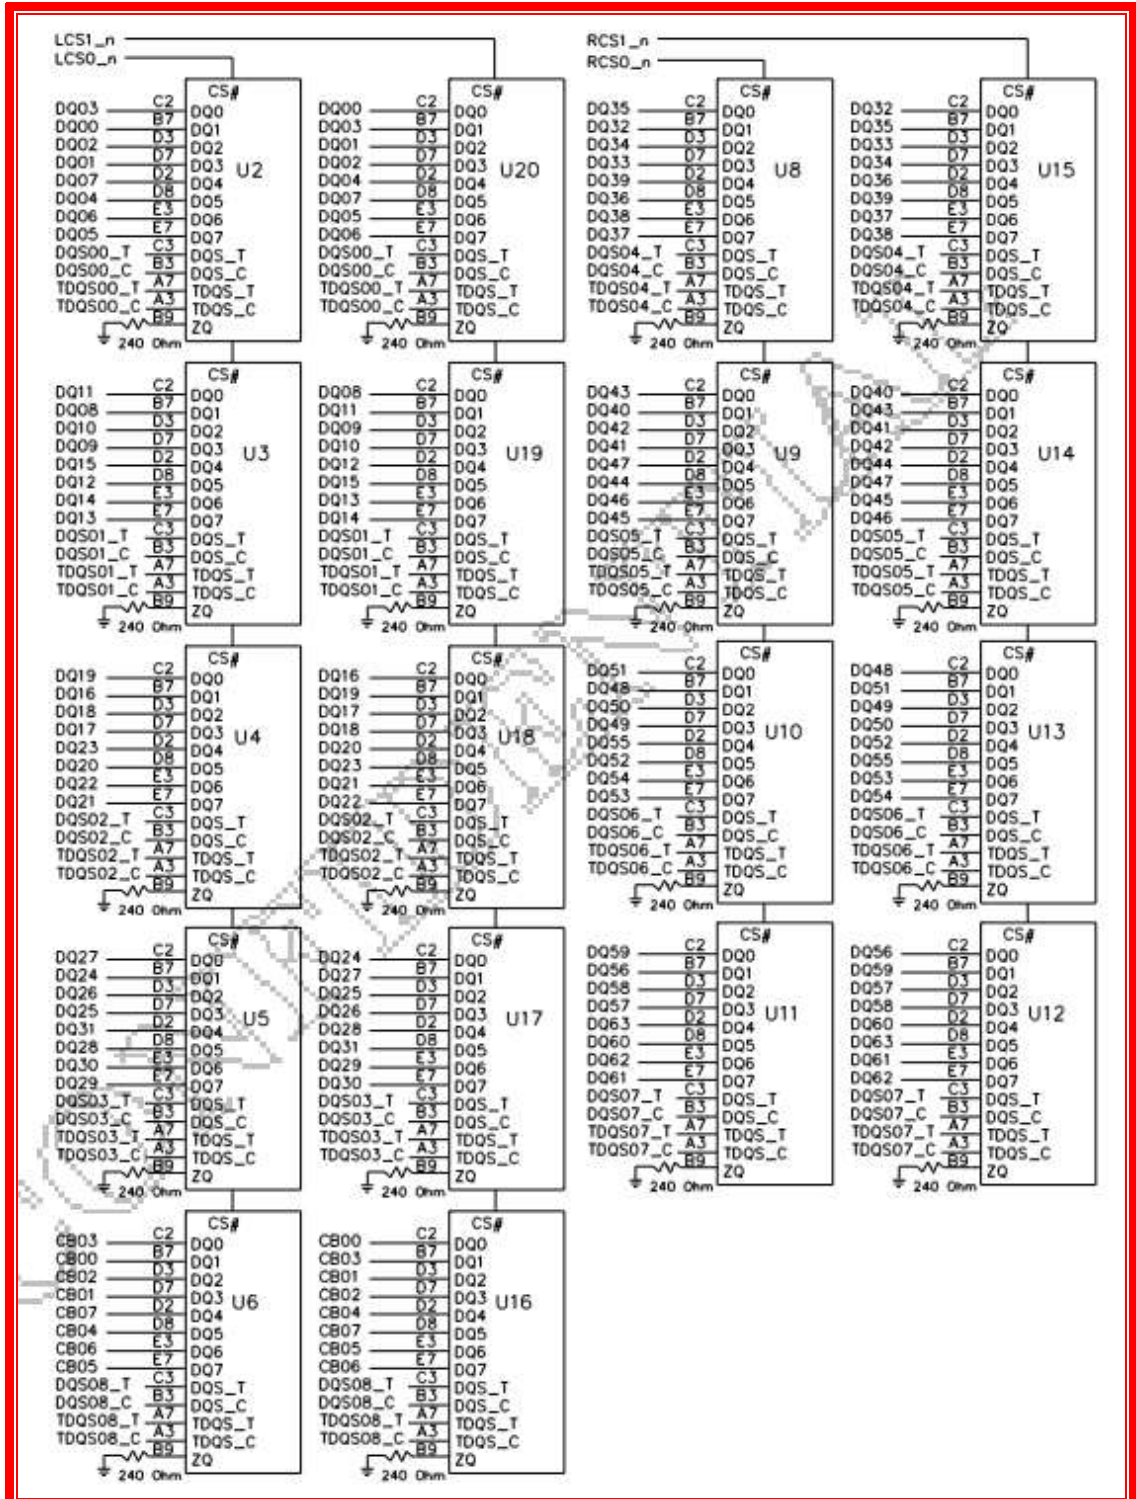 LCS1_n
LCS0_n
CS#
DQ03 C2 DQ0
DQ00 B7 DQ1
DQ02 D3 DQ2
DQ01 D7 DQ3 U2
DQ07 D2 DQ4
DQ04 D8 DQ5
DQ06 E3 DQ6
DQ05 E7 DQ7
DQS00_T C3 DQS_T
DQS00_C B3 DQS_C
TDQS00_T A7 TDQS_T
TDQS00_C A3 TDQS_C
B9 ZQ
240 Ohm
CS#
DQ00 C2 DQ0
DQ03 B7 DQ1
DQ01 D3 DQ2
DQ02 D7 DQ3 U20
DQ04 D2 DQ4
DQ07 D8 DQ5
DQ05 E3 DQ6
DQ06 E7 DQ7
DQS00_T C3 DQS_T
DQS00_C B3 DQS_C
TDQS00_T A7 TDQS_T
TDQS00_C A3 TDQS_C
B9 ZQ
240 Ohm
RCS1_n
RCS0_n
CS#
DQ35 C2 DQ0
DQ32 B7 DQ1
DQ34 D3 DQ2
DQ33 D7 DQ3 U8
DQ39 D2 DQ4
DQ36 D8 DQ5
DQ38 E3 DQ6
DQ37 E7 DQ7
DQS04_T C3 DQS_T
DQS04_C B3 DQS_C
TDQS04_T A7 TDQS_T
TDQS04_C A3 TDQS_C
B9 ZQ
240 Ohm
CS#
DQ32 C2 DQ0
DQ35 B7 DQ1
DQ33 D3 DQ2
DQ34 D7 DQ3 U15
DQ36 D2 DQ4
DQ39 D8 DQ5
DQ37 E3 DQ6
DQ38 E7 DQ7
DQS04_T C3 DQS_T
DQS04_C B3 DQS_C
TDQS04_T A7 TDQS_T
TDQS04_C A3 TDQS_C
B9 ZQ
240 Ohm
CS#
DQ11 C2 DQ0
DQ08 B7 DQ1
DQ10 D3 DQ2
DQ09 D7 DQ3 U3
DQ15 D2 DQ4
DQ12 D8 DQ5
DQ14 E3 DQ6
DQ13 E7 DQ7
DQS01_T C3 DQS_T
DQS01_C B3 DQS_C
TDQS01_T A7 TDQS_T
TDQS01_C A3 TDQS_C
B9 ZQ
240 Ohm
CS#
DQ08 C2 DQ0
DQ11 B7 DQ1
DQ09 D3 DQ2
DQ10 D7 DQ3 U19
DQ12 D2 DQ4
DQ15 D8 DQ5
DQ13 E3 DQ6
DQ14 E7 DQ7
DQS01_T C3 DQS_T
DQS01_C B3 DQS_C
TDQS01_T A7 TDQS_T
TDQS01_C A3 TDQS_C
B9 ZQ
240 Ohm
CS#
DQ43 C2 DQ0
DQ40 B7 DQ1
DQ42 D3 DQ2
DQ41 D7 DQ3 U9
DQ47 D2 DQ4
DQ44 D8 DQ5
DQ46 E3 DQ6
DQ45 E7 DQ7
DQS05_T C3 DQS_T
DQS05_C B3 DQS_C
TDQS05_T A7 TDQS_T
TDQS05_C A3 TDQS_C
B9 ZQ
240 Ohm
CS#
DQ40 C2 DQ0
DQ43 B7 DQ1
DQ41 D3 DQ2
DQ42 D7 DQ3 U14
DQ44 D2 DQ4
DQ47 D8 DQ5
DQ45 E3 DQ6
DQ46 E7 DQ7
DQS05_T C3 DQS_T
DQS05_C B3 DQS_C
TDQS05_T A7 TDQS_T
TDQS05_C A3 TDQS_C
B9 ZQ
240 Ohm
CS#
DQ19 C2 DQ0
DQ16 B7 DQ1
DQ18 D3 DQ2
DQ17 D7 DQ3 U4
DQ23 D2 DQ4
DQ20 D8 DQ5
DQ22 E3 DQ6
DQ21 E7 DQ7
DQS02_T C3 DQS_T
DQS02_C B3 DQS_C
TDQS02_T A7 TDQS_T
TDQS02_C A3 TDQS_C
B9 ZQ
240 Ohm
CS#
DQ16 C2 DQ0
DQ19 B7 DQ1
DQ17 D3 DQ2
DQ18 D7 DQ3 U18
DQ20 D2 DQ4
DQ23 D8 DQ5
DQ21 E3 DQ6
DQ22 E7 DQ7
DQS02_T C3 DQS_T
DQS02_C B3 DQS_C
TDQS02_T A7 TDQS_T
TDQS02_C A3 TDQS_C
B9 ZQ
240 Ohm
CS#
DQ51 C2 DQ0
DQ48 B7 DQ1
DQ50 D3 DQ2
DQ49 D7 DQ3 U10
DQ55 D2 DQ4
DQ52 D8 DQ5
DQ54 E3 DQ6
DQ53 E7 DQ7
DQS06_T C3 DQS_T
DQS06_C B3 DQS_C
TDQS06_T A7 TDQS_T
TDQS06_C A3 TDQS_C
B9 ZQ
240 Ohm
CS#
DQ48 C2 DQ0
DQ51 B7 DQ1
DQ49 D3 DQ2
DQ50 D7 DQ3 U13
DQ52 D2 DQ4
DQ55 D8 DQ5
DQ53 E3 DQ6
DQ54 E7 DQ7
DQS06_T C3 DQS_T
DQS06_C B3 DQS_C
TDQS06_T A7 TDQS_T
TDQS06_C A3 TDQS_C
B9 ZQ
240 Ohm
CS#
DQ27 C2 DQ0
DQ24 B7 DQ1
DQ26 D3 DQ2
DQ25 D7 DQ3 U5
DQ31 D2 DQ4
DQ28 D8 DQ5
DQ30 E3 DQ6
DQ29 E7 DQ7
DQS03_T C3 DQS_T
DQS03_C B3 DQS_C
TDQS03_T A7 TDQS_T
TDQS03_C A3 TDQS_C
B9 ZQ
240 Ohm
CS#
DQ24 C2 DQ0
DQ27 B7 DQ1
DQ25 D3 DQ2
DQ26 D7 DQ3 U17
DQ28 D2 DQ4
DQ31 D8 DQ5
DQ29 E3 DQ6
DQ30 E7 DQ7
DQS03_T C3 DQS_T
DQS03_C B3 DQS_C
TDQS03_T A7 TDQS_T
TDQS03_C A3 TDQS_C
B9 ZQ
240 Ohm
CS#
DQ59 C2 DQ0
DQ56 B7 DQ1
DQ58 D3 DQ2
DQ57 D7 DQ3 U11
DQ63 D2 DQ4
DQ60 D8 DQ5
DQ62 E3 DQ6
DQ61 E7 DQ7
DQS07_T C3 DQS_T
DQS07_C B3 DQS_C
TDQS07_T A7 TDQS_T
TDQS07_C A3 TDQS_C
B9 ZQ
240 Ohm
CS#
DQ56 C2 DQ0
DQ59 B7 DQ1
DQ57 D3 DQ2
DQ58 D7 DQ3 U12
DQ60 D2 DQ4
DQ63 D8 DQ5
DQ61 E3 DQ6
DQ62 E7 DQ7
DQS07_T C3 DQS_T
DQS07_C B3 DQS_C
TDQS07_T A7 TDQS_T
TDQS07_C A3 TDQS_C
B9 ZQ
240 Ohm
CS#
CB03 C2 DQ0
CB00 B7 DQ1
CB02 D3 DQ2
CB01 D7 DQ3 U6
CB07 D2 DQ4
CB04 D8 DQ5
CB06 E3 DQ6
CB05 E7 DQ7
DQS08_T C3 DQS_T
DQS08_C B3 DQS_C
TDQS08_T A7 TDQS_T
TDQS08_C A3 TDQS_C
B9 ZQ
240 Ohm
CS#
CB00 C2 DQ0
CB03 B7 DQ1
CB01 D3 DQ2
CB02 D7 DQ3 U16
CB04 D2 DQ4
CB07 D8 DQ5
CB05 E3 DQ6
CB06 E7 DQ7
DQS08_T C3 DQS_T
DQS08_C B3 DQS_C
TDQS08_T A7 TDQS_T
TDQS08_C A3 TDQS_C
B9 ZQ
240 Ohm